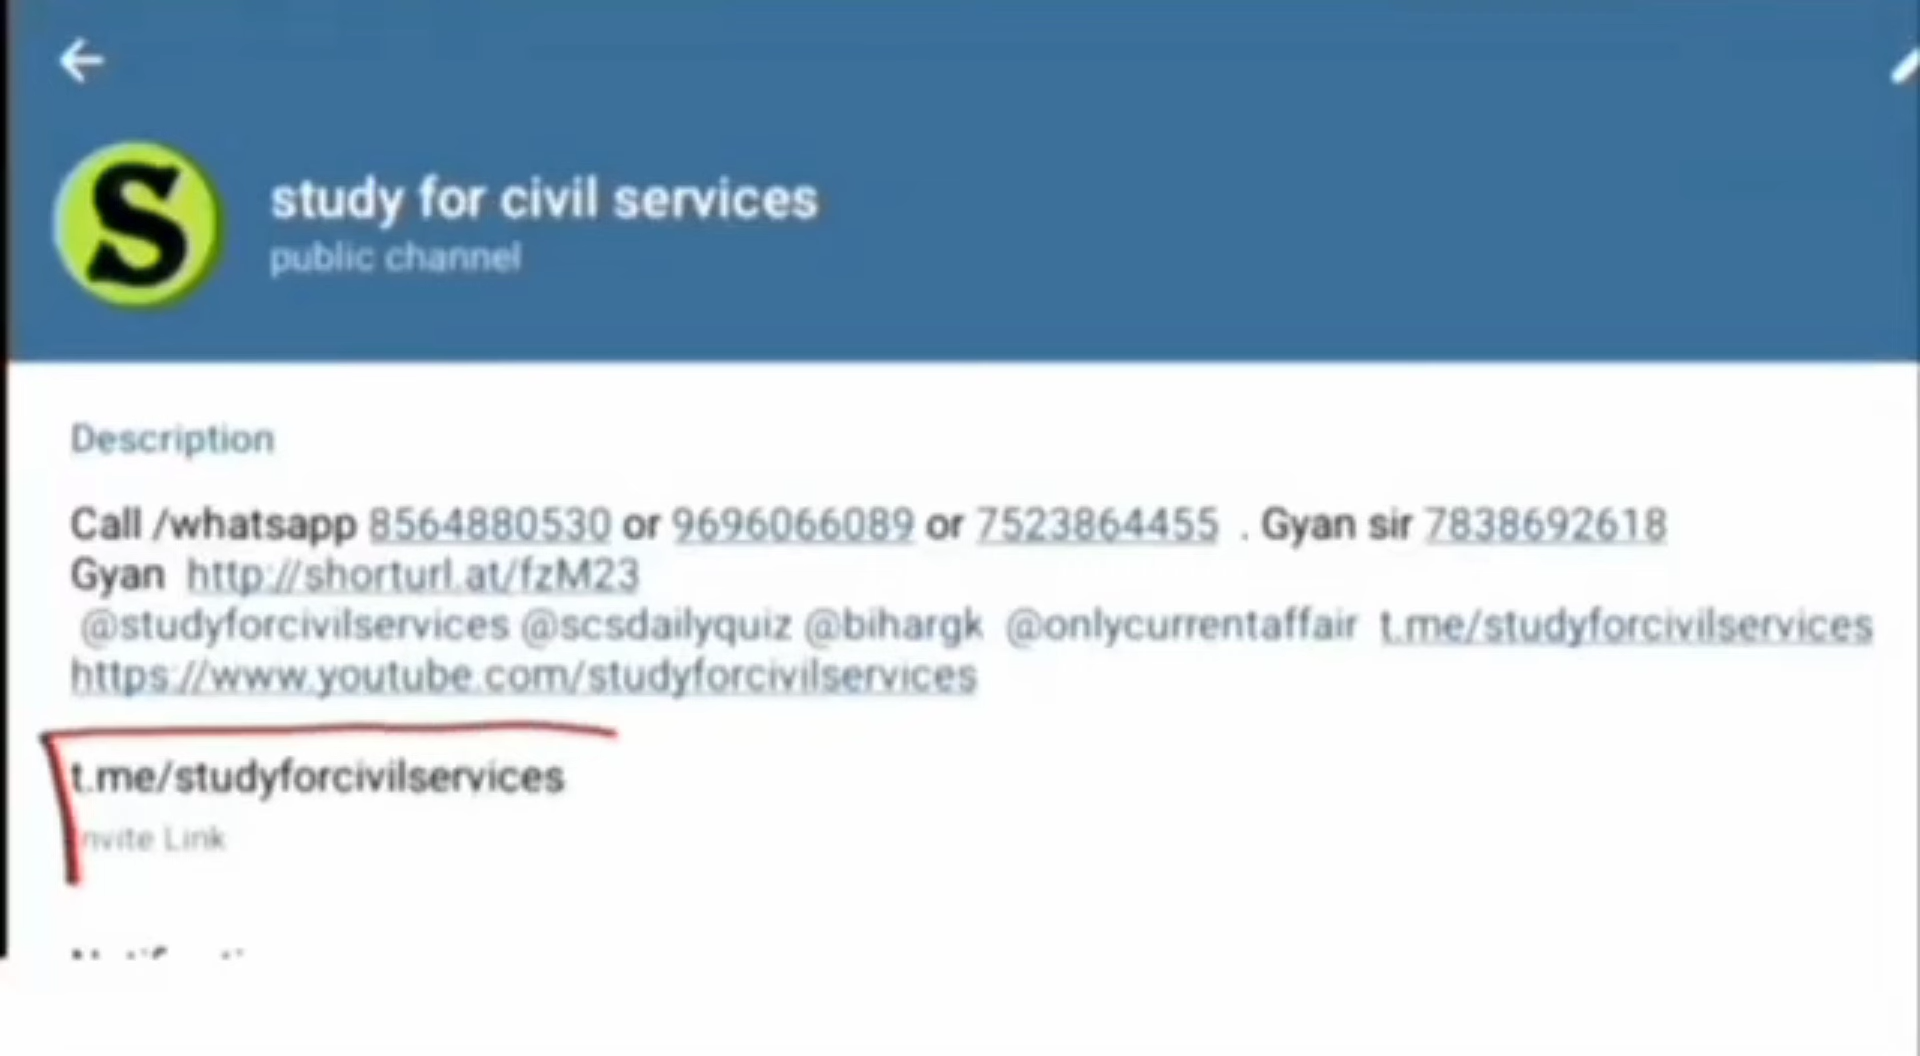 S
study for civil services
public channel
Description
Call /whatsapp 8564880530 or 9696066089 or 7523864455 . Gyan sir 7838692618
Gyan http://shorturl.at/fzM23
@studyforcivilservices @scsdailyquiz @bihargk @onlycurrentaffair t.me/studyforcivilservices
https://www.youtube.com/studyforcivilservices
t.me/studyforcivilservices
Invite Link